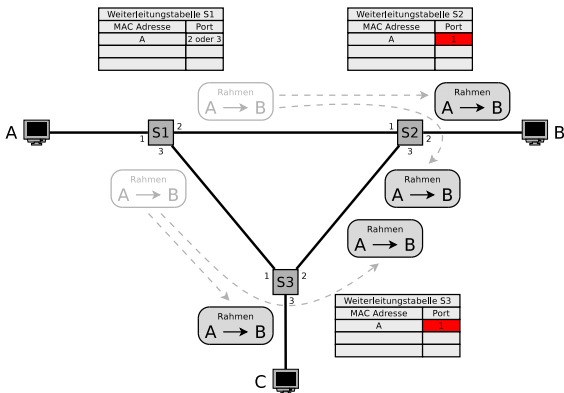 Weiterleitungstabelle S1
MAC Adresse Port
A 2 oder 3
Weiterleitungstabelle S2
MAC Adresse Port
A 1
Rahmen
A B
Rahmen
A B
A
1
S1
2
3
1
S2
2
3
B
Rahmen
A B
Rahmen
A B
Rahmen
A B
1
S3
2
3
Rahmen
A B
Weiterleitungstabelle S3
MAC Adresse Port
A 1
C